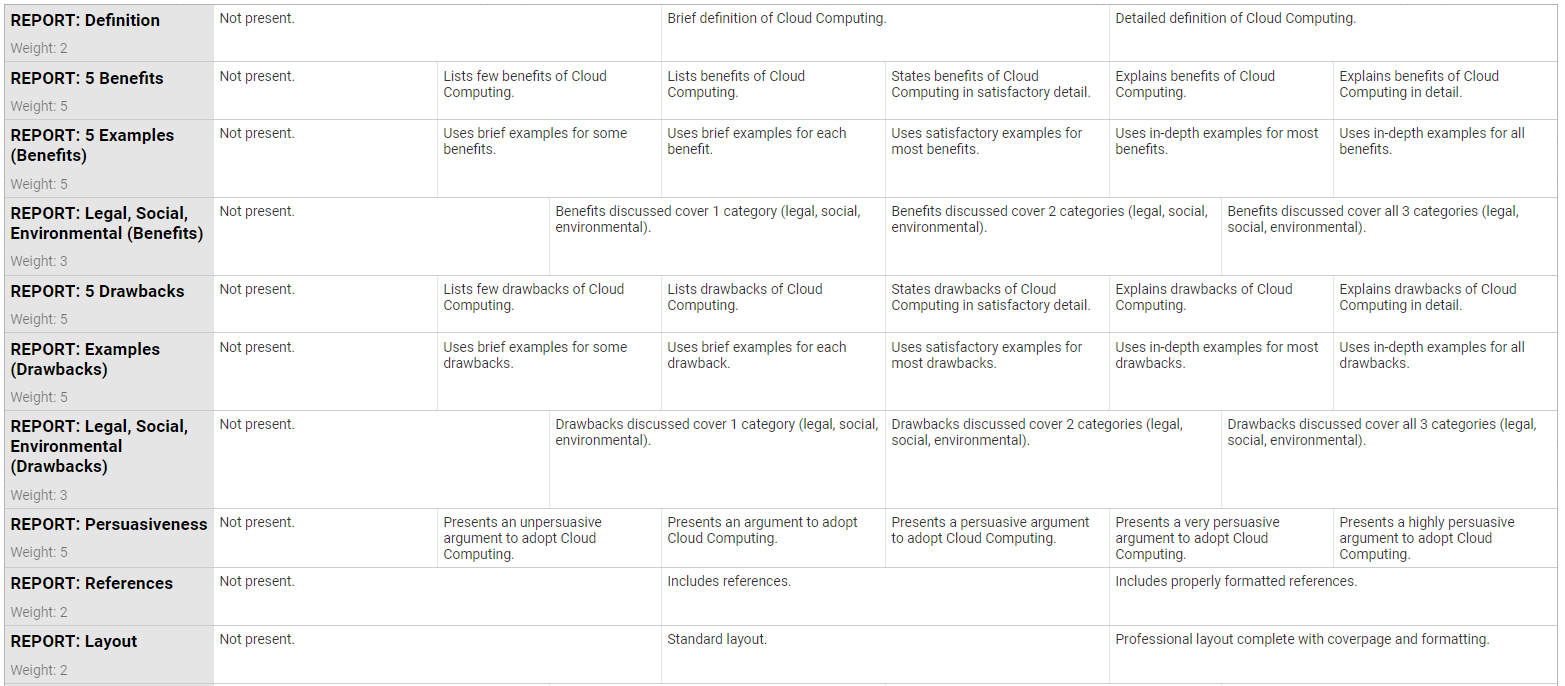 REPORT: Definition
Weight: 2
Not present.
Brief definition of Cloud Computing.
Detailed definition of Cloud Computing.
REPORT: 5 Benefits
Weight: 5
Not present.
Lists few benefits of Cloud
Computing.
Lists benefits of Cloud
Computing.
States benefits of Cloud
Computing in satisfactory detail.
Explains benefits of Cloud
Computing.
Explains benefits of Cloud
Computing in detail.
REPORT: 5 Examples
(Benefits)
Weight: 5
Not present.
Uses brief examples for some
benefits.
Uses brief examples for each
benefit.
Uses satisfactory examples for
most benefits.
Uses in-depth examples for most
benefits.
Uses in-depth examples for all
benefits.
REPORT: Legal, Social,
Environmental (Benefits)
Weight: 3
Not present.
Benefits discussed cover 1 category (legal, social,
environmental).
Benefits discussed cover 2 categories (legal, social,
environmental).
Benefits discussed cover all 3 categories (legal,
social, environmental).
REPORT: 5 Drawbacks
Weight: 5
Not present.
Lists few drawbacks of Cloud
Computing.
Lists drawbacks of Cloud
Computing.
States drawbacks of Cloud
Computing in satisfactory detail.
Explains drawbacks of Cloud
Computing.
Explains drawbacks of Cloud
Computing in detail.
REPORT: Examples
(Drawbacks)
Weight: 5
Not present.
Uses brief examples for some
drawbacks.
Uses brief examples for each
drawback.
Uses satisfactory examples for
most drawbacks.
Uses in-depth examples for most
drawbacks.
Uses in-depth examples for all
drawbacks.
REPORT: Legal, Social,
Environmental
(Drawbacks)
Weight: 3
Not present.
Drawbacks discussed cover 1 category (legal, social,
environmental).
Drawbacks discussed cover 2 categories (legal,
social, environmental).
Drawbacks discussed cover all 3 categories (legal,
social, environmental).
REPORT: Persuasiveness
Weight: 5
Not present.
Presents an unpersuasive
argument to adopt Cloud
Computing.
Presents an argument to adopt
Cloud Computing.
Presents a persuasive argument
to adopt Cloud Computing.
Presents a very persuasive
argument to adopt Cloud
Computing.
Presents a highly persuasive
argument to adopt Cloud
Computing.
REPORT: References
Weight: 2
Not present.
Includes references.
Includes properly formatted references.
REPORT: Layout
Weight: 2
Not present.
Standard layout.
Professional layout complete with coverpage and formatting.